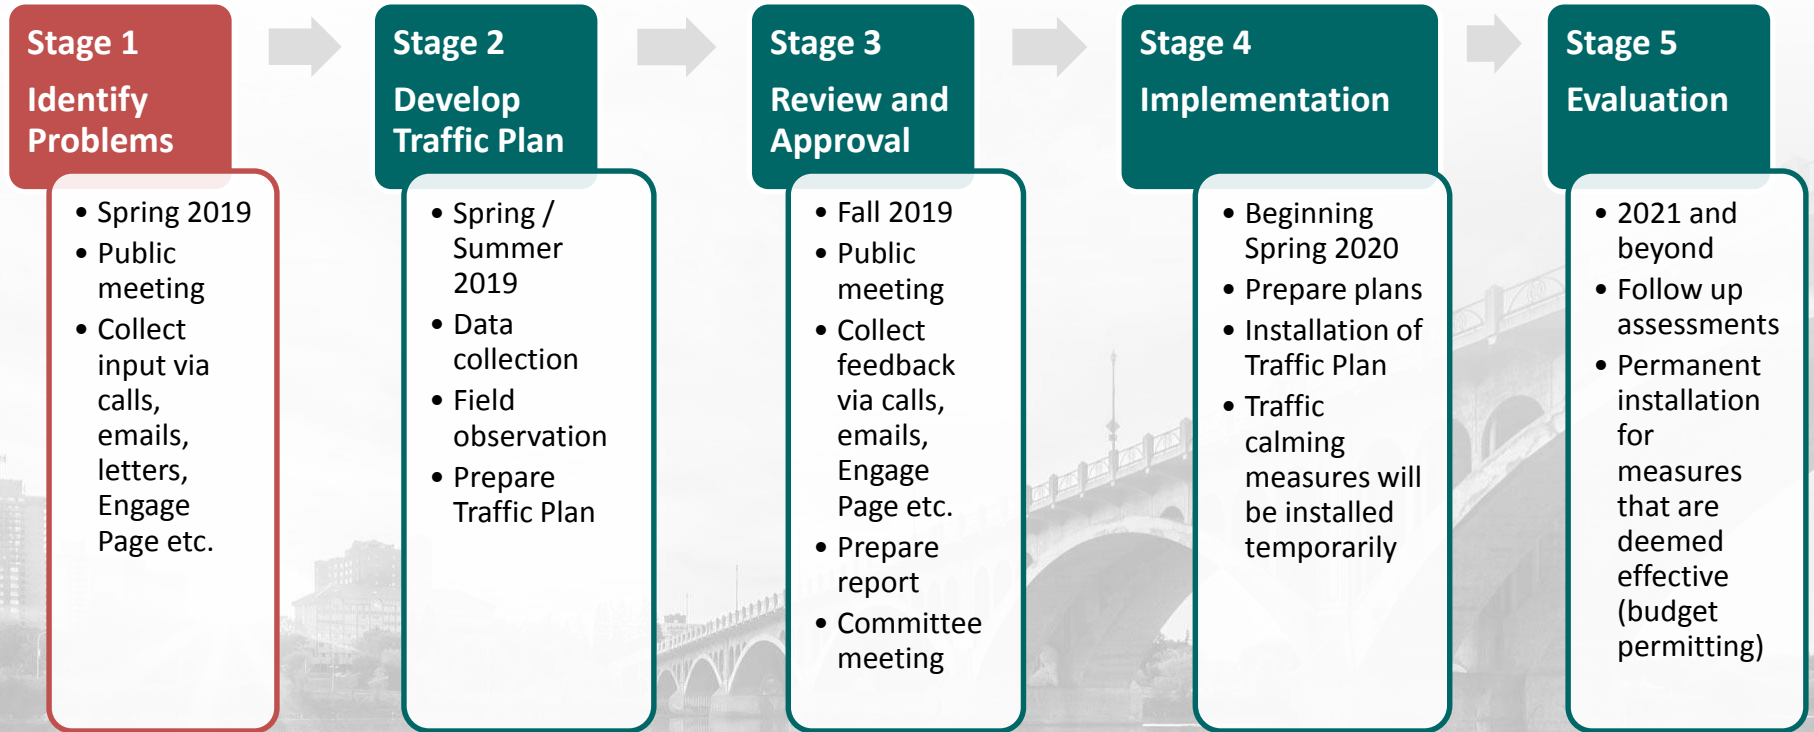 Stage 1
Identify
Problems
• Spring 2019
• Public
meeting
• Collect
input via
calls,
emails,
letters,
Engage
Page etc.
Stage 2
Develop
Traffic Plan
• Spring /
Summer
2019
• Data
collection
• Field
observation
• Prepare
Traffic Plan
Stage 3
Review and
Approval
• Fall 2019
• Public
meeting
• Collect
feedback
via calls,
emails,
Engage
Page etc.
• Prepare
report
• Committee
meeting
Stage 4
Implementation
• Beginning
Spring 2020
• Prepare plans
• Installation of
Traffic Plan
• Traffic
calming
measures will
be installed
temporarily
Stage 5
Evaluation
• 2021 and
beyond
• Follow up
assessments
• Permanent
installation
for
measures
that are
deemed
effective
(budget
permitting)